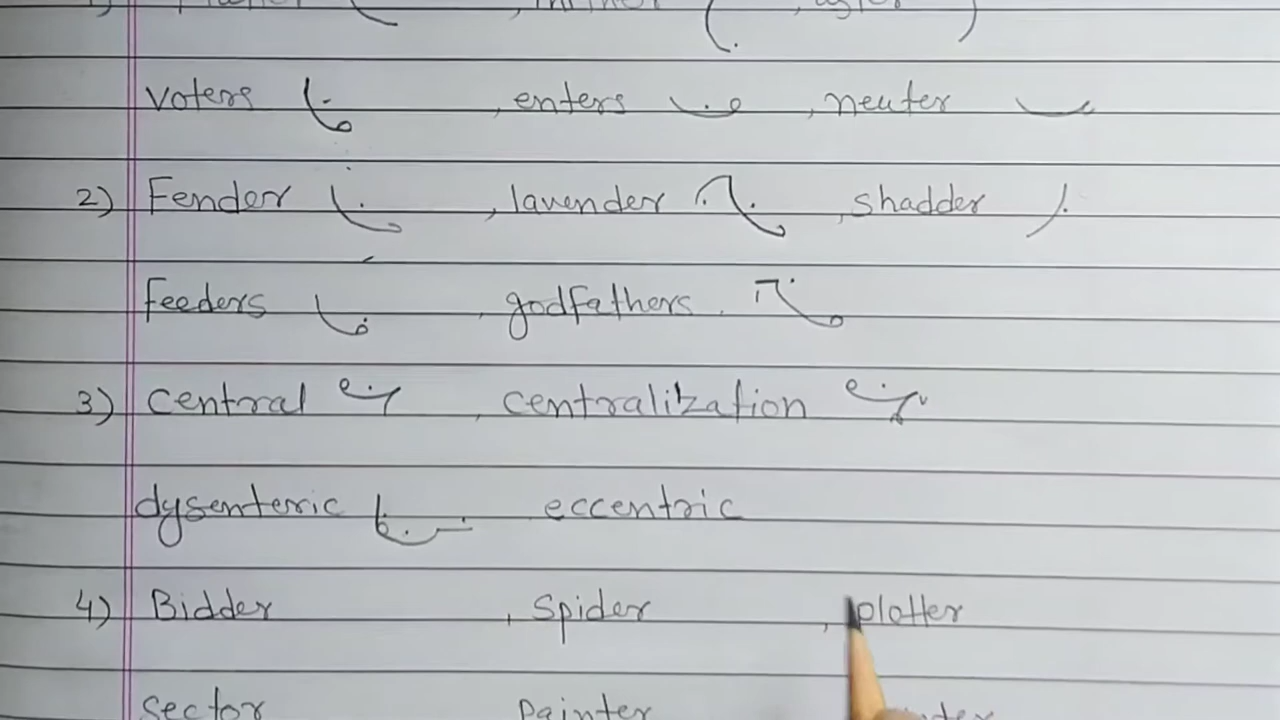 voters , enters , neuter
2) Fender , lavender , shadder
feeders , godfathers .
3) central , centralization
dysenteric eccentric
4) Bidder , Spider , plotter
sector painter